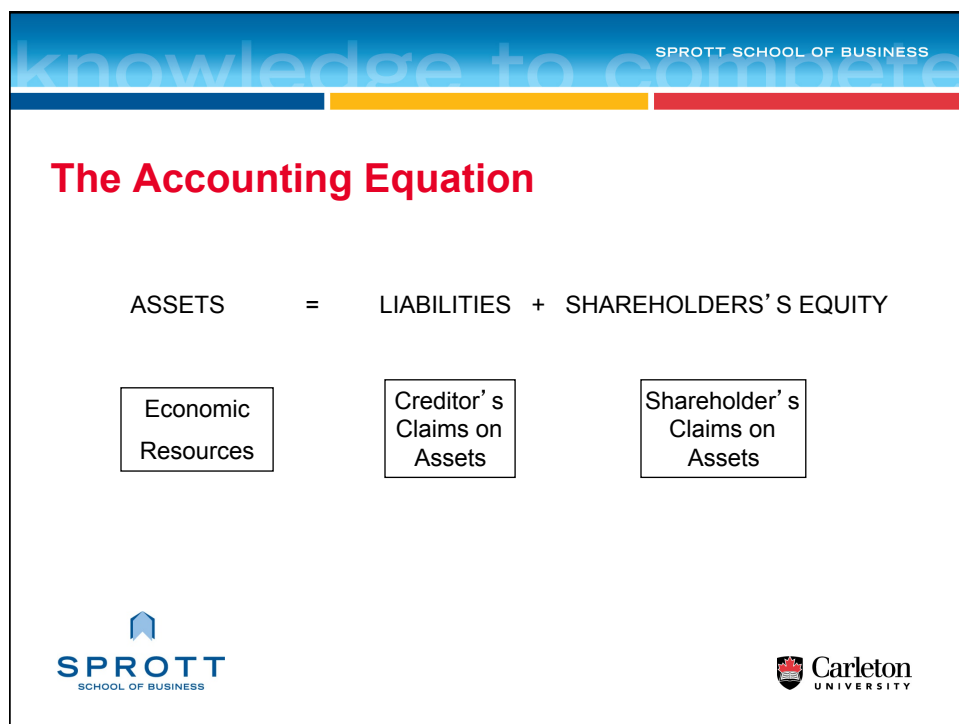 knowledge to compete
SPROTT SCHOOL OF BUSINESS
The Accounting Equation
ASSETS = LIABILITIES + SHAREHOLDERS’S EQUITY
Economic
Resources
Creditor’s
Claims on
Assets
Shareholder’s
Claims on
Assets
SPROTT
SCHOOL OF BUSINESS
Carleton
UNIVERSITY